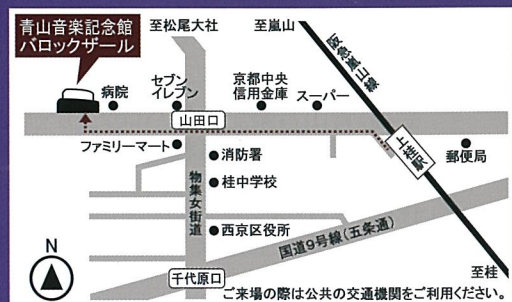 青山音楽記念館
バロックザール
至松尾大社
至嵐山
阪急嵐山線
病院
セブン
イレブン
京都中央
信用金庫
スーパー
山田口
ファミリーマート
消防署
上桂駅
郵便局
桂中学校
物集女街道
西京区役所
国道9号線(五条通)
N
千代原口
至桂
ご来場の際は公共の交通機関をご利用ください。